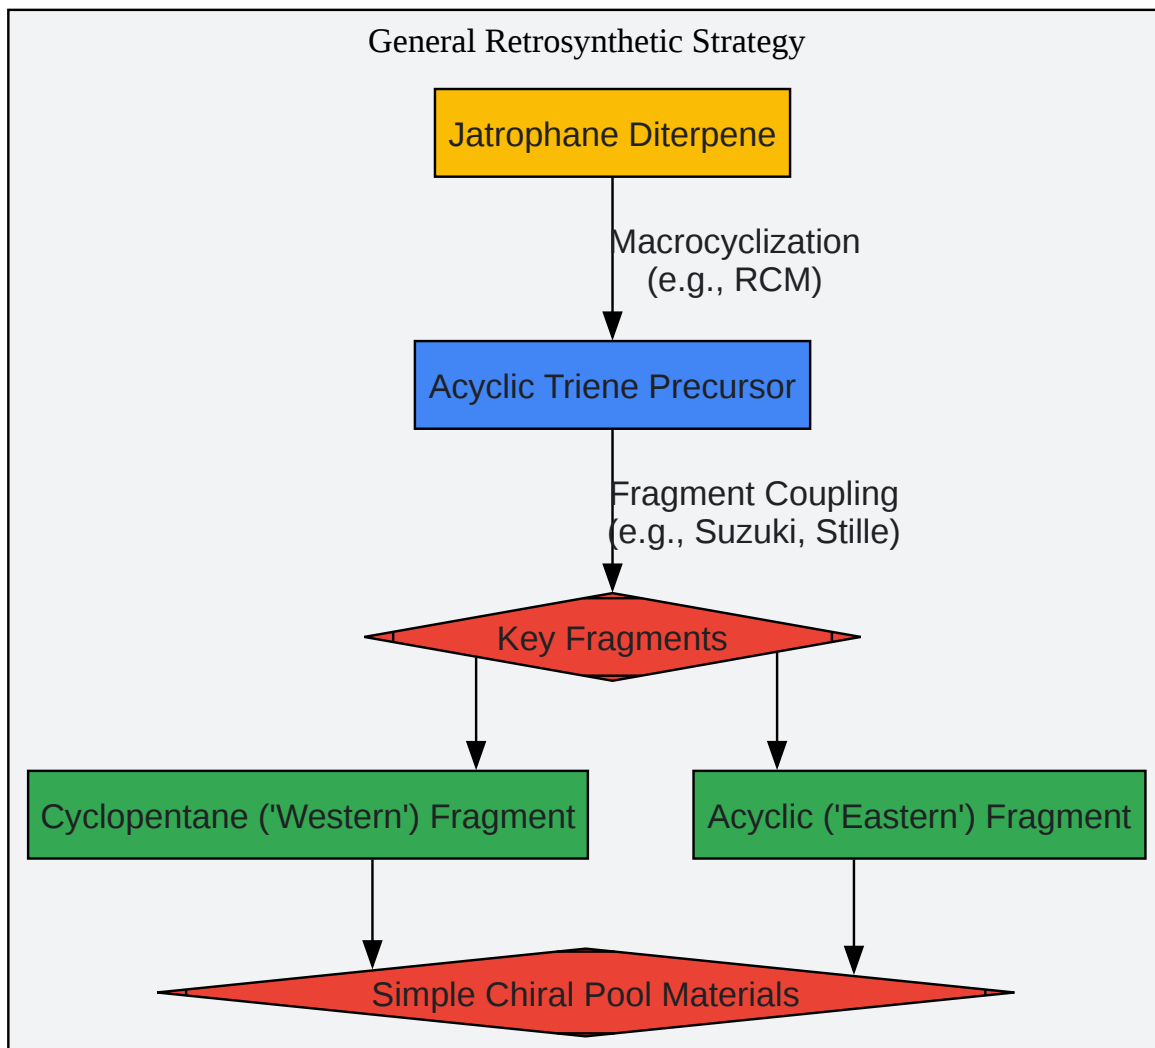 General Retrosynthetic Strategy
Jatrophane Diterpene
Macrocyclization
(e.g., RCM)
Acyclic Triene Precursor
Fragment Coupling
(e.g., Suzuki, Stille)
Key Fragments
Cyclopentane ('Western') Fragment
Acyclic ('Eastern') Fragment
Simple Chiral Pool Materials